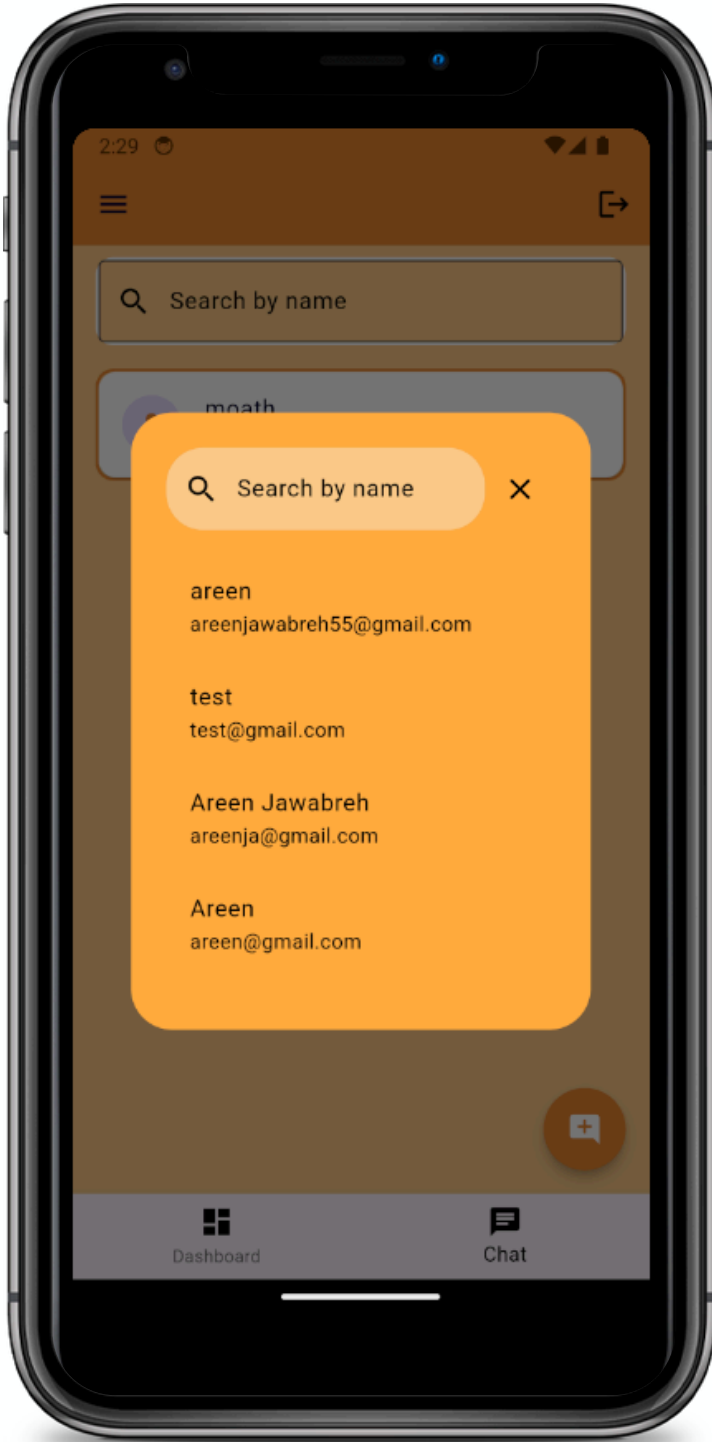 2:29
Search by name
moath
Search by name
areen
areenjawabreh55@gmail.com
test
test@gmail.com
Areen Jawabreh
areenja@gmail.com
Areen
areen@gmail.com
Dashboard
Chat